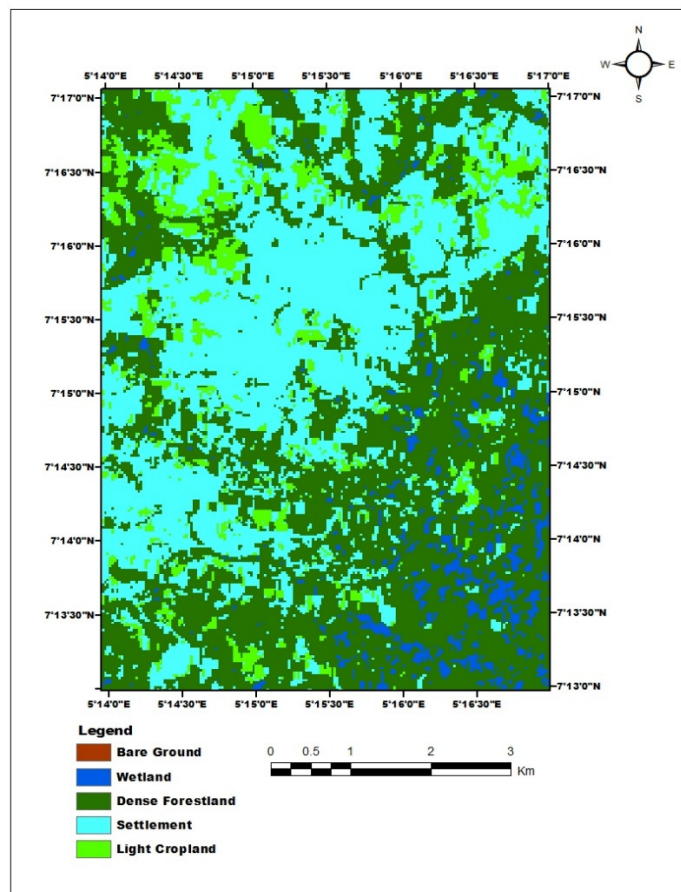 N
W E
S
5°14'0"E 5°14'30"E 5°15'0"E 5°15'30"E 5°16'0"E 5°16'30"E 5°17'0"E
7°17'0"N 7°17'0"N
7°16'30"N 7°16'30"N
7°16'0"N 7°16'0"N
7°15'30"N 7°15'30"N
7°15'0"N 7°15'0"N
7°14'30"N 7°14'30"N
7°14'0"N 7°14'0"N
7°13'30"N 7°13'30"N
7°13'0"N
5°14'0"E 5°14'30"E 5°15'0"E 5°15'30"E 5°16'0"E 5°16'30"E
Legend
Bare Ground
Wetland
Dense Forestland
Settlement
Light Cropland
0 0.5 1 2 3
Km